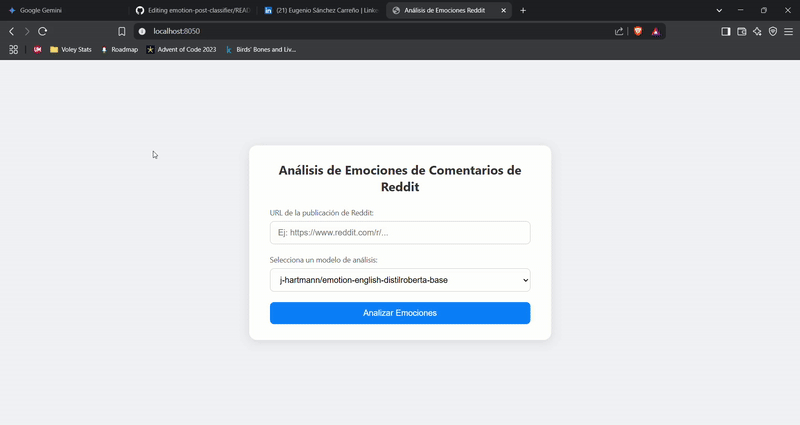 Google Gemini
Editing emotion-post-classifier/READ
(21) Eugenio Sánchez Carreño | Linke
Análisis de Emociones Reddit
localhost:8050
UM
Voley Stats
Roadmap
Advent of Code 2023
Birds' Bones and Liv...
Análisis de Emociones de Comentarios de
Reddit
URL de la publicación de Reddit:
Ej: https://www.reddit.com/r/...
Selecciona un modelo de análisis:
j-hartmann/emotion-english-distilroberta-base
Analizar Emociones